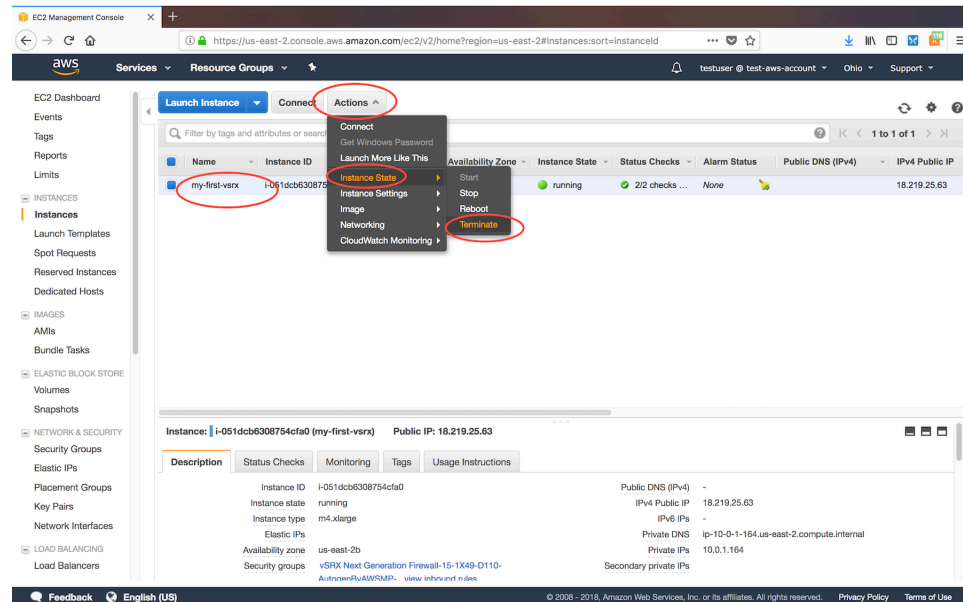 EC2 Management Console
https://us-east-2.console.aws.amazon.com/ec2/v2/home?region=us-east-2#Instances:sort=instanceId
118
aws Services Resource Groups testuser @ test-aws-account Ohio Support
EC2 Dashboard
Events
Tags
Reports
Limits
INSTANCES
Instances
Launch Templates
Spot Requests
Reserved Instances
Dedicated Hosts
IMAGES
AMIs
Bundle Tasks
ELASTIC BLOCK STORE
Volumes
Snapshots
NETWORK & SECURITY
Security Groups
Elastic IPs
Placement Groups
Key Pairs
Network Interfaces
LOAD BALANCING
Load Balancers
Launch Instance Connect Actions
Filter by tags and attributes or search 1 to 1 of 1
Name Instance ID Availability Zone Instance State Status Checks Alarm Status Public DNS (IPv4) IPv4 Public IP
my-first-vsrx i-051dcb630875 running 2/2 checks ... None 18.219.25.63
Connect
Get Windows Password
Launch More Like This
Instance State
Instance Settings
Image
Networking
CloudWatch Monitoring
Start
Stop
Reboot
Terminate
Instance: i-051dcb6308754cfa0 (my-first-vsrx) Public IP: 18.219.25.63
Description Status Checks Monitoring Tags Usage Instructions
Instance ID i-051dcb6308754cfa0 Public DNS (IPv4) -
Instance state running IPv4 Public IP 18.219.25.63
Instance type m4.xlarge IPv6 IPs -
Elastic IPs Private DNS ip-10-0-1-164.us-east-2.compute.internal
Availability zone us-east-2b Private IPs 10.0.1.164
Security groups vSRX Next Generation Firewall-15-1X49-D110- Secondary private IPs
AutogenByAWSMP-. view inbound rules
Feedback English (US) © 2008 - 2018, Amazon Web Services, Inc. or its affiliates. All rights reserved. Privacy Policy Terms of Use